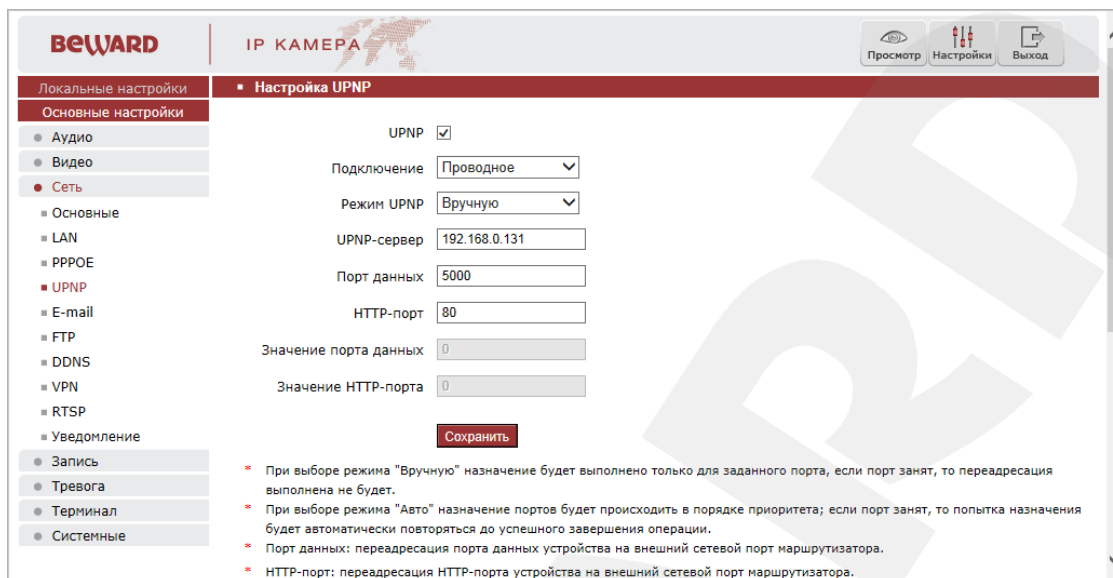 BEWARD
IP КАМЕРА
Просмотр
Настройки
Выход
Локальные настройки
Основные настройки
Аудио
Видео
Сеть
Основные
LAN
PPPOE
UPNP
E-mail
FTP
DDNS
VPN
RTSP
Уведомление
Запись
Тревога
Терминал
Системные
Настройка UPNP
UPNP
Подключение Проводное
Режим UPNP Вручную
UPNP-сервер 192.168.0.131
Порт данных 5000
HTTP-порт 80
Значение порта данных 0
Значение HTTP-порта 0
Сохранить
* При выборе режима "Вручную" назначение будет выполнено только для заданного порта, если порт занят, то переадресация
выполнена не будет.
* При выборе режима "Авто" назначение портов будет происходить в порядке приоритета; если порт занят, то попытка назначения
будет автоматически повторяться до успешного завершения операции.
* Порт данных: переадресация порта данных устройства на внешний сетевой порт маршрутизатора.
* HTTP-порт: переадресация HTTP-порта устройства на внешний сетевой порт маршрутизатора.